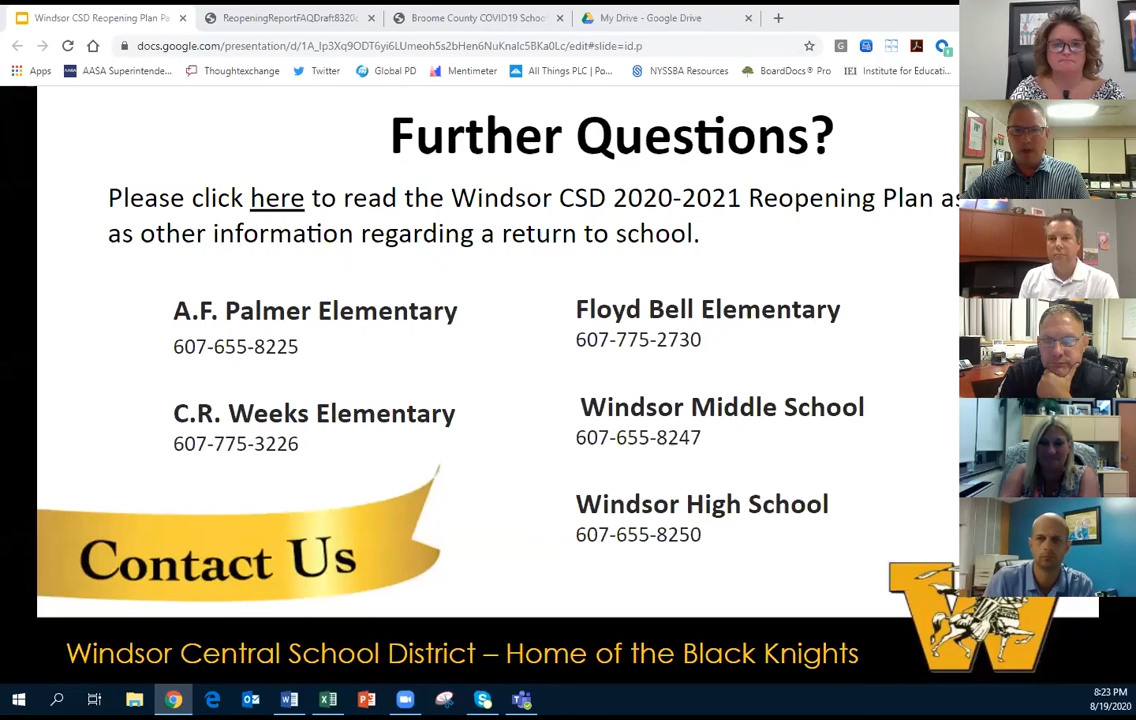 Windsor CSD Reopening Plan Pa
ReopeningReportFAQDraft8320c
Broome County COVID19 Schoo
My Drive - Google Drive
docs.google.com/presentation/d/1A_Ip3Xq9ODT6yi6LUmeoh5s2bHen6NuKnalc5BKa0Lc/edit#slide=id.p
Apps
AASA Superintende...
Thoughtexchange
Twitter
Global PD
Mentimeter
All Things PLC | Po...
NYSSBA Resources
BoardDocs® Pro
IEI Institute for Educati...
Further Questions?
Please click here to read the Windsor CSD 2020-2021 Reopening Plan as
as other information regarding a return to school.
A.F. Palmer Elementary
607-655-8225
Floyd Bell Elementary
607-775-2730
C.R. Weeks Elementary
607-775-3226
Windsor Middle School
607-655-8247
Windsor High School
607-655-8250
Contact Us
W
Windsor Central School District – Home of the Black Knights
8:23 PM
8/19/2020